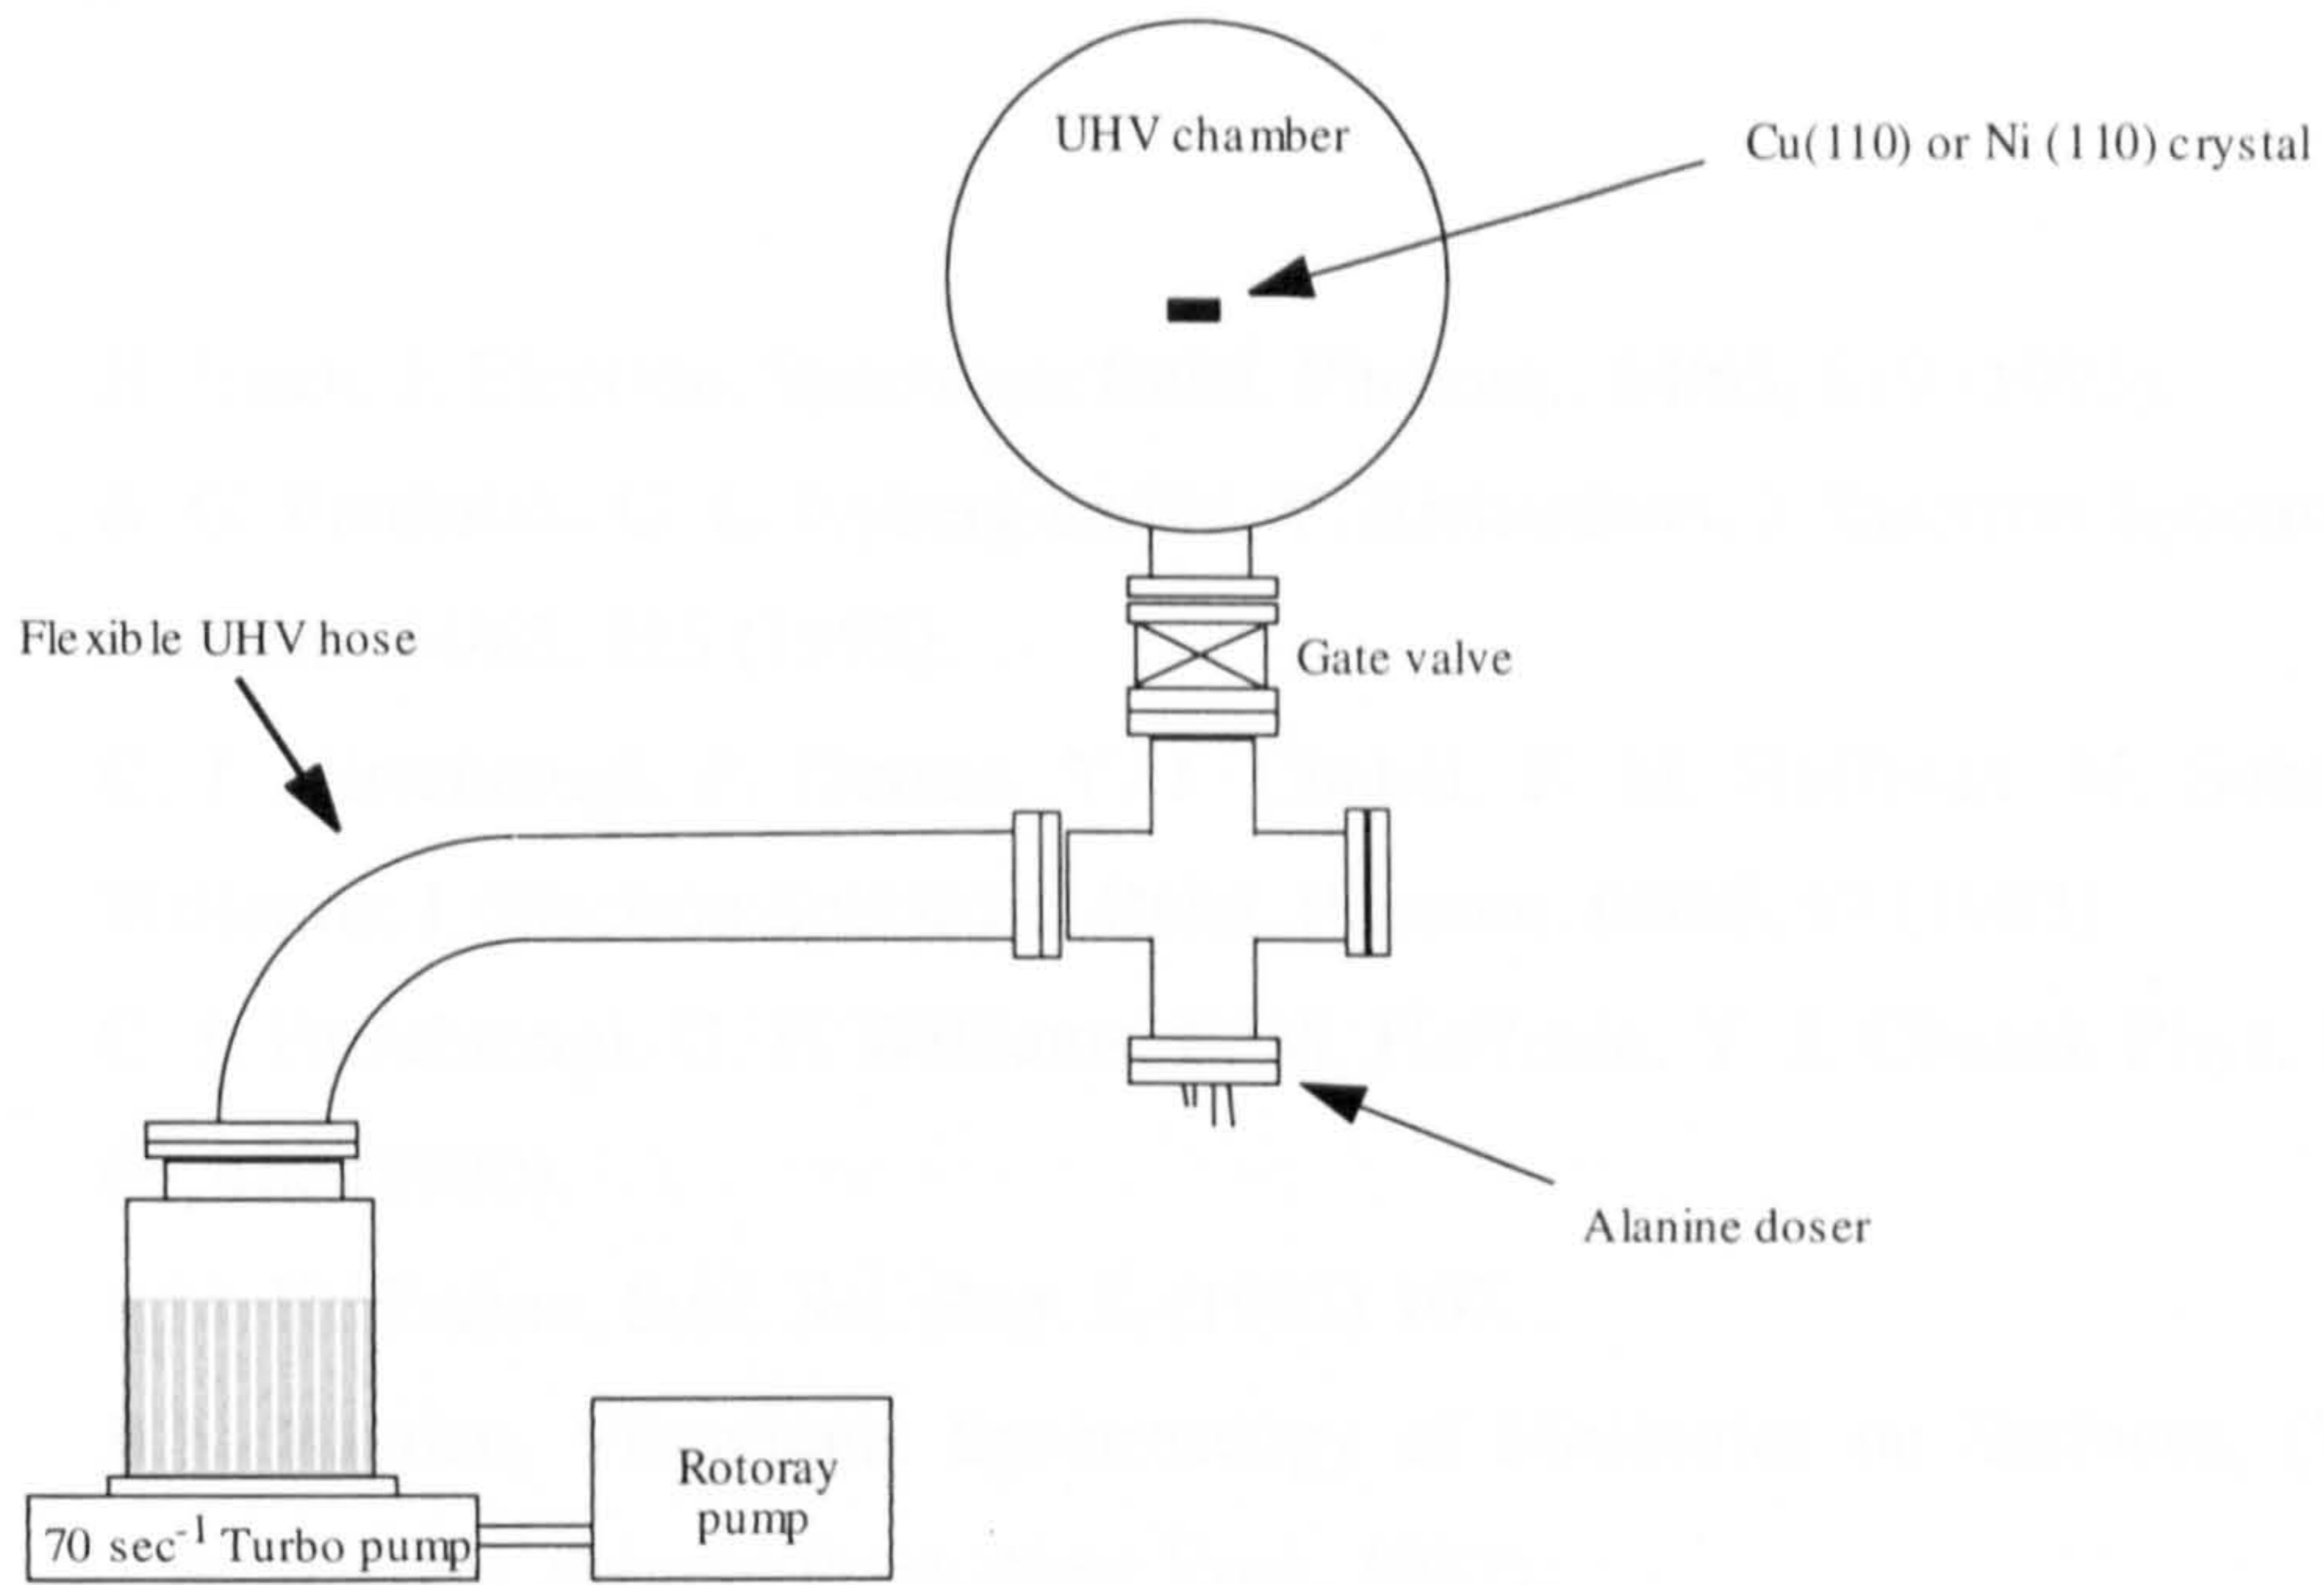 UHV chamber
Cu(110) or Ni (110) crystal
Flexible UHV hose
Gate valve
Alanine doser
Rotoray
pump
70 sec⁻¹ Turbo pump